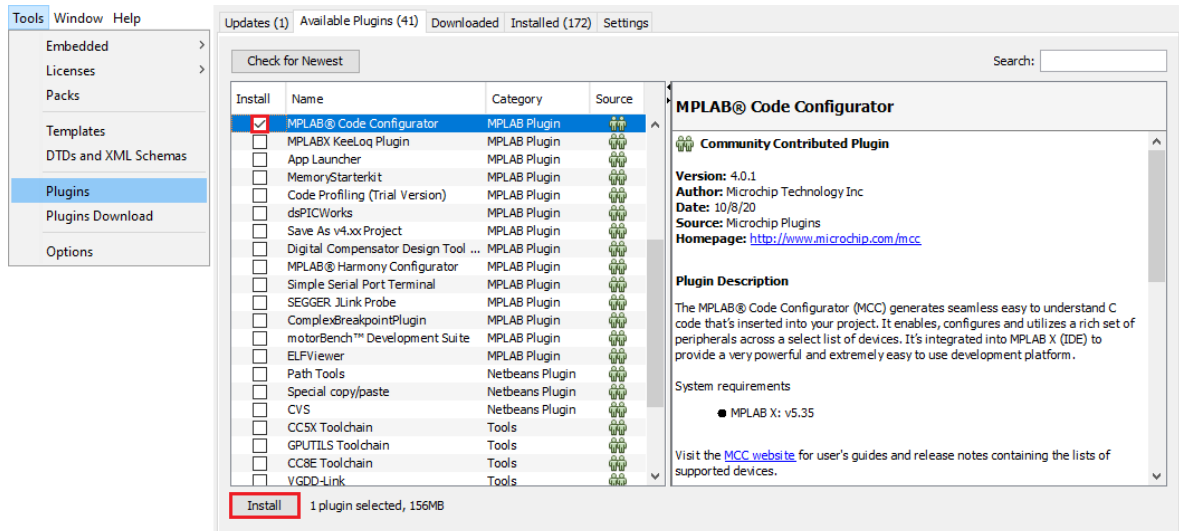 Tools Window Help
Embedded
Licenses
Packs
Templates
DTDs and XML Schemas
Plugins
Plugins Download
Options
Updates (1) Available Plugins (41) Downloaded Installed (172) Settings
Check for Newest Search:
Install Name Category Source
MPLAB® Code Configurator MPLAB Plugin
MPLABX KeeLoq Plugin MPLAB Plugin
App Launcher MPLAB Plugin
MemoryStarterkit MPLAB Plugin
Code Profiling (Trial Version) MPLAB Plugin
dsPICWorks MPLAB Plugin
Save As v4.xx Project MPLAB Plugin
Digital Compensator Design Tool ... MPLAB Plugin
MPLAB® Harmony Configurator MPLAB Plugin
Simple Serial Port Terminal MPLAB Plugin
SEGGER JLink Probe MPLAB Plugin
ComplexBreakpointPlugin MPLAB Plugin
motorBench™ Development Suite MPLAB Plugin
ELFViewer MPLAB Plugin
Path Tools Netbeans Plugin
Special copy/paste Netbeans Plugin
CVS Netbeans Plugin
CC5X Toolchain Tools
GPUTILS Toolchain Tools
CC8E Toolchain Tools
VGDD-Link Tools
Install 1 plugin selected, 156MB
MPLAB® Code Configurator
Community Contributed Plugin
Version: 4.0.1
Author: Microchip Technology Inc
Date: 10/8/20
Source: Microchip Plugins
Homepage: http://www.microchip.com/mcc
Plugin Description
The MPLAB® Code Configurator (MCC) generates seamless easy to understand C
code that's inserted into your project. It enables, configures and utilizes a rich set of
peripherals across a select list of devices. It's integrated into MPLAB X (IDE) to
provide a very powerful and extremely easy to use development platform.
System requirements
● MPLAB X: v5.35
Visit the MCC website for user's guides and release notes containing the lists of
supported devices.